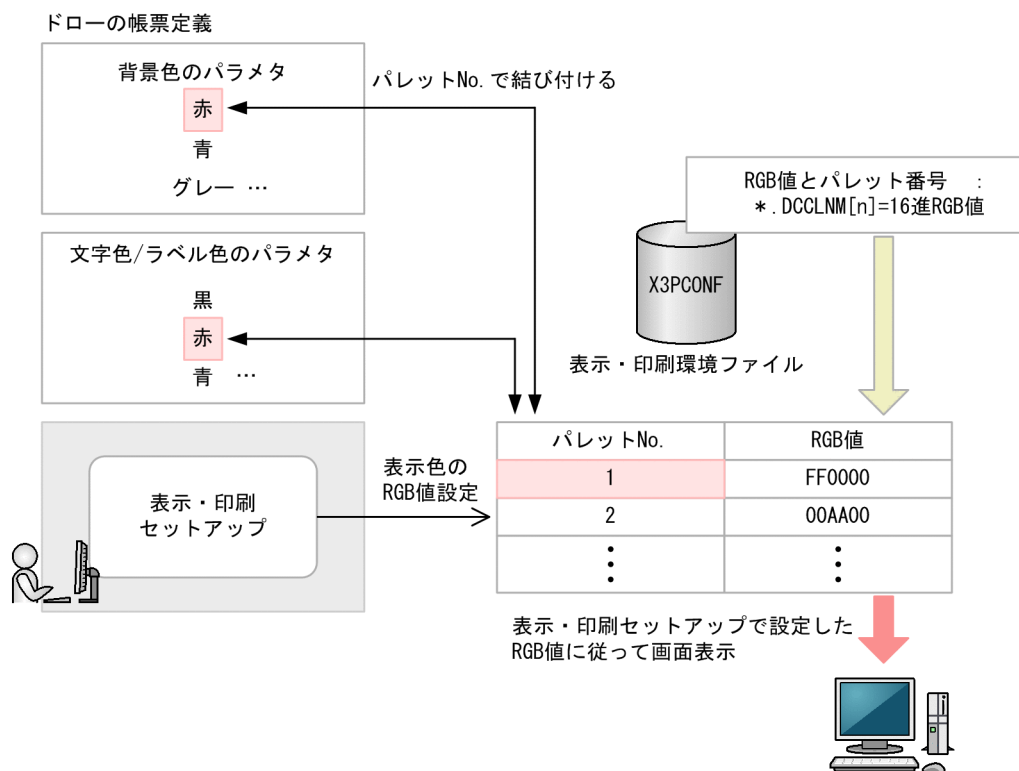 ドローの帳票定義
背景色のパラメタ
赤
青
グレー …
パレットNo.で結び付ける
文字色/ラベル色のパラメタ
黒
赤
青 …
RGB値とパレット番号 :
*.DCCLNM[n]=16進RGB値
X3PCONF
表示・印刷環境ファイル
表示・印刷
セットアップ
表示色の
RGB値設定
パレットNo. RGB値
1 FF0000
2 00AA00
⋮ ⋮
表示・印刷セットアップで設定した
RGB値に従って画面表示